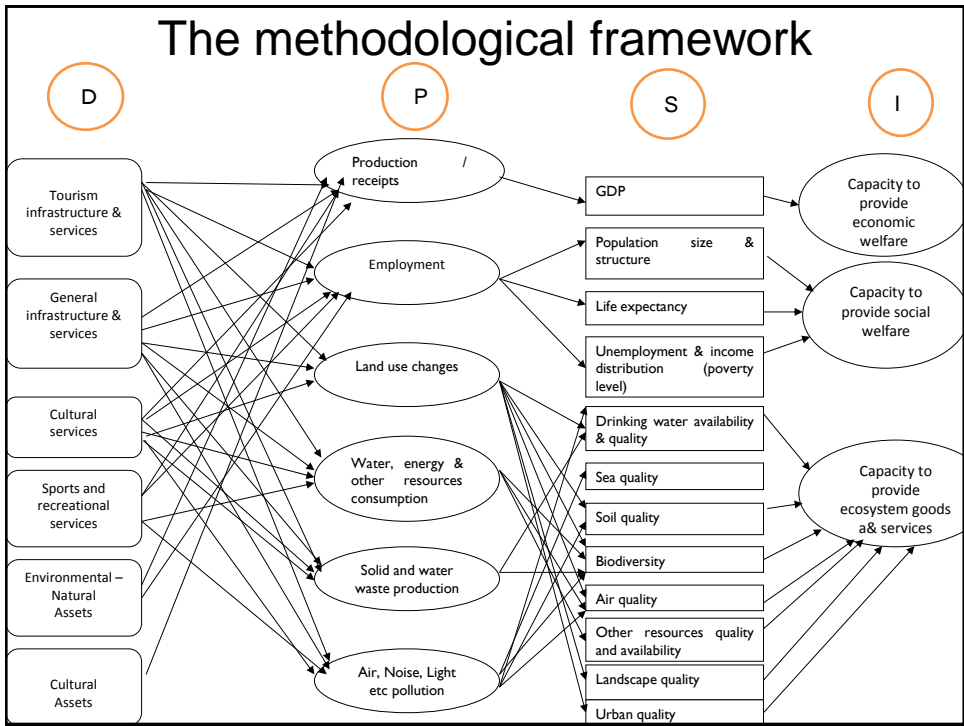 The methodological framework
D
P
S
I
Tourism
infrastructure &
services
General
infrastructure &
services
Cultural
services
Sports and
recreational
services
Environmental –
Natural
Assets
Cultural
Assets
Production /
receipts
Employment
Land use changes
Water, energy &
other resources
consumption
Solid and water
waste production
Air, Noise, Light
etc pollution
GDP
Population size &
structure
Life expectancy
Unemployment & income
distribution (poverty
level)
Drinking water availability
& quality
Sea quality
Soil quality
Biodiversity
Air quality
Other resources quality
and availability
Landscape quality
Urban quality
Capacity to
provide
economic
welfare
Capacity to
provide social
welfare
Capacity to
provide
ecosystem goods
a& services